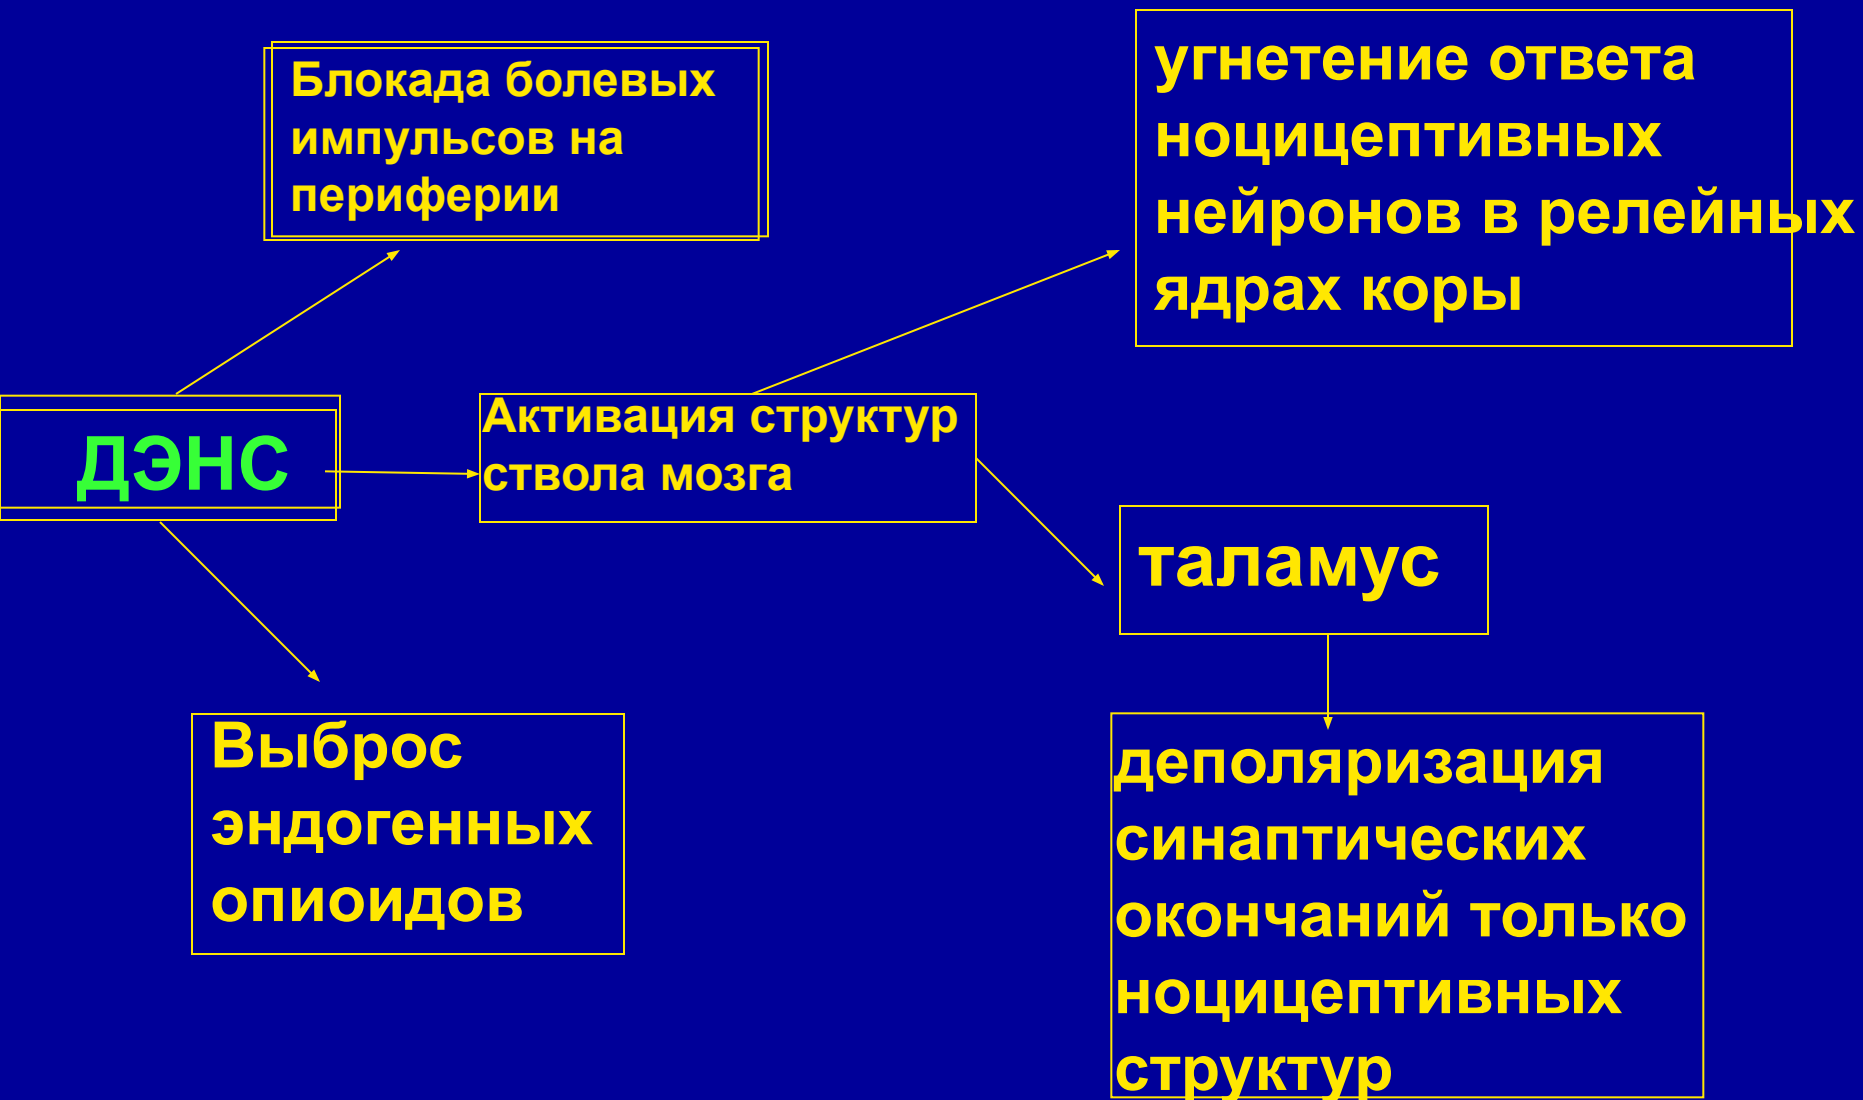 Блокада болевых
импульсов на
периферии
угнетение ответа
ноцицептивных
нейронов в релейных
ядрах коры
ДЭНС
Активация структур
ствола мозга
таламус
Выброс
эндогенных
опиоидов
деполяризация
синаптических
окончаний только
ноцицептивных
структур